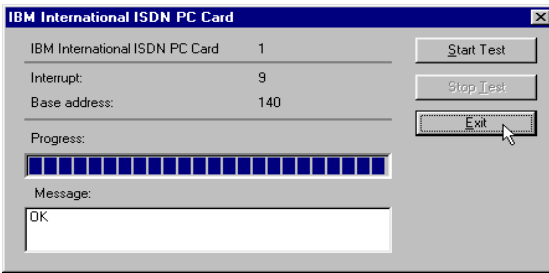 IBM International ISDN PC Card
IBM International ISDN PC Card 1
Start Test
Interrupt: 9
Stop Test
Base address: 140
Exit
Progress:
Message:
OK